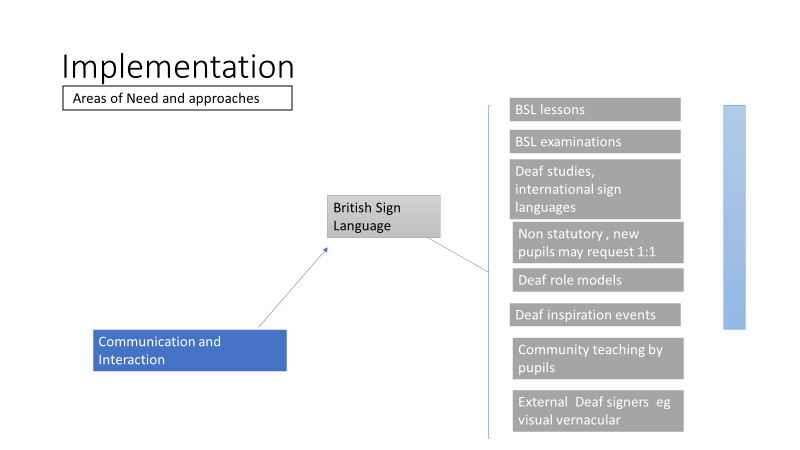 Implementation
Areas of Need and approaches
Communication and
Interaction
British Sign
Language
BSL lessons
BSL examinations
Deaf studies,
international sign
languages
Non statutory , new
pupils may request 1:1
Deaf role models
Deaf inspiration events
Community teaching by
pupils
External  Deaf signers  eg
visual vernacular